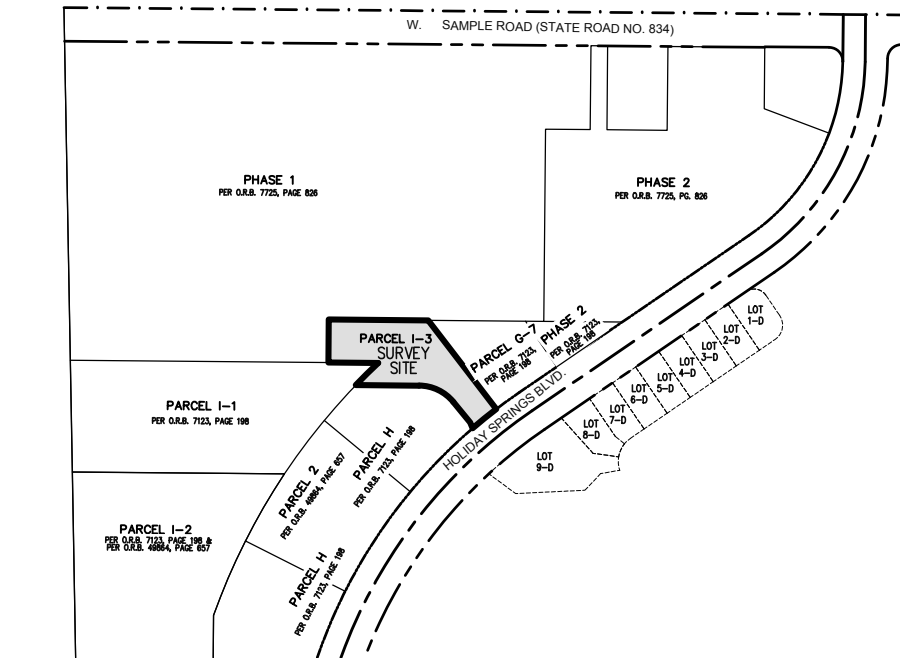 W. SAMPLE ROAD (STATE ROAD NO. 834)
PHASE 1
PER O.R.B. 7725, PAGE 826
PHASE 2
PER O.R.B. 7725, PG. 826
PARCEL I-3
SURVEY
SITE
PARCEL G-7
PER O.R.B. 7123,
PAGE 198
PHASE 2
PER O.R.B. 7123,
PAGE 198
HOLIDAY SPRINGS BLVD.
LOT
1-D
LOT
2-D
LOT
3-D
LOT
4-D
LOT
5-D
LOT
6-D
LOT
7-D
LOT
8-D
LOT
9-D
PARCEL I-1
PER O.R.B. 7123, PAGE 198
PARCEL H
PER O.R.B. 7123, PAGE 198
PARCEL 2
PER O.R.B. 49864, PAGE 657
PARCEL I-2
PER O.R.B. 7123, PAGE 198 &
PER O.R.B. 49864, PAGE 657
PARCEL H
PER O.R.B. 7123, PAGE 198